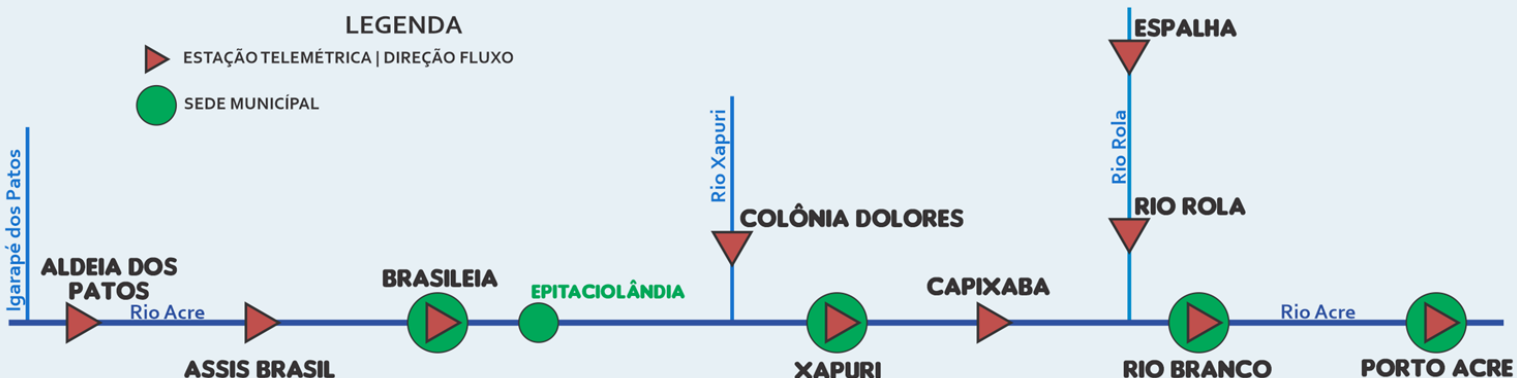 LEGENDA
ESTAÇÃO TELEMÉTRICA | DIREÇÃO FLUXO
SEDE MUNICÍPAL
Igarapé dos Patos
ALDEIA DOS
PATOS
Rio Acre
ASSIS BRASIL
BRASILEIA
EPITACIOLÂNDIA
Rio Xapuri
COLÔNIA DOLORES
XAPURI
CAPIXABA
ESPALHA
Rio Rola
RIO ROLA
RIO BRANCO
Rio Acre
PORTO ACRE